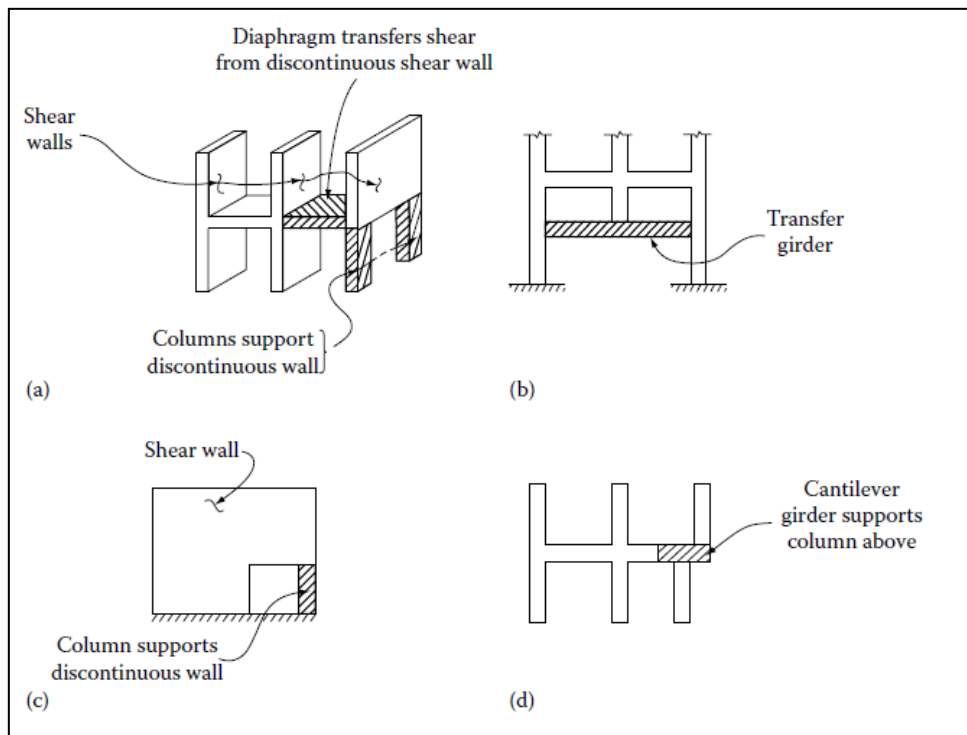 Diaphragm transfers shear
from discontinuous shear wall
Shear
walls
Columns support
discontinuous wall
(a)
Transfer
girder
(b)
Shear wall
Column supports
discontinuous wall
(c)
Cantilever
girder supports
column above
(d)